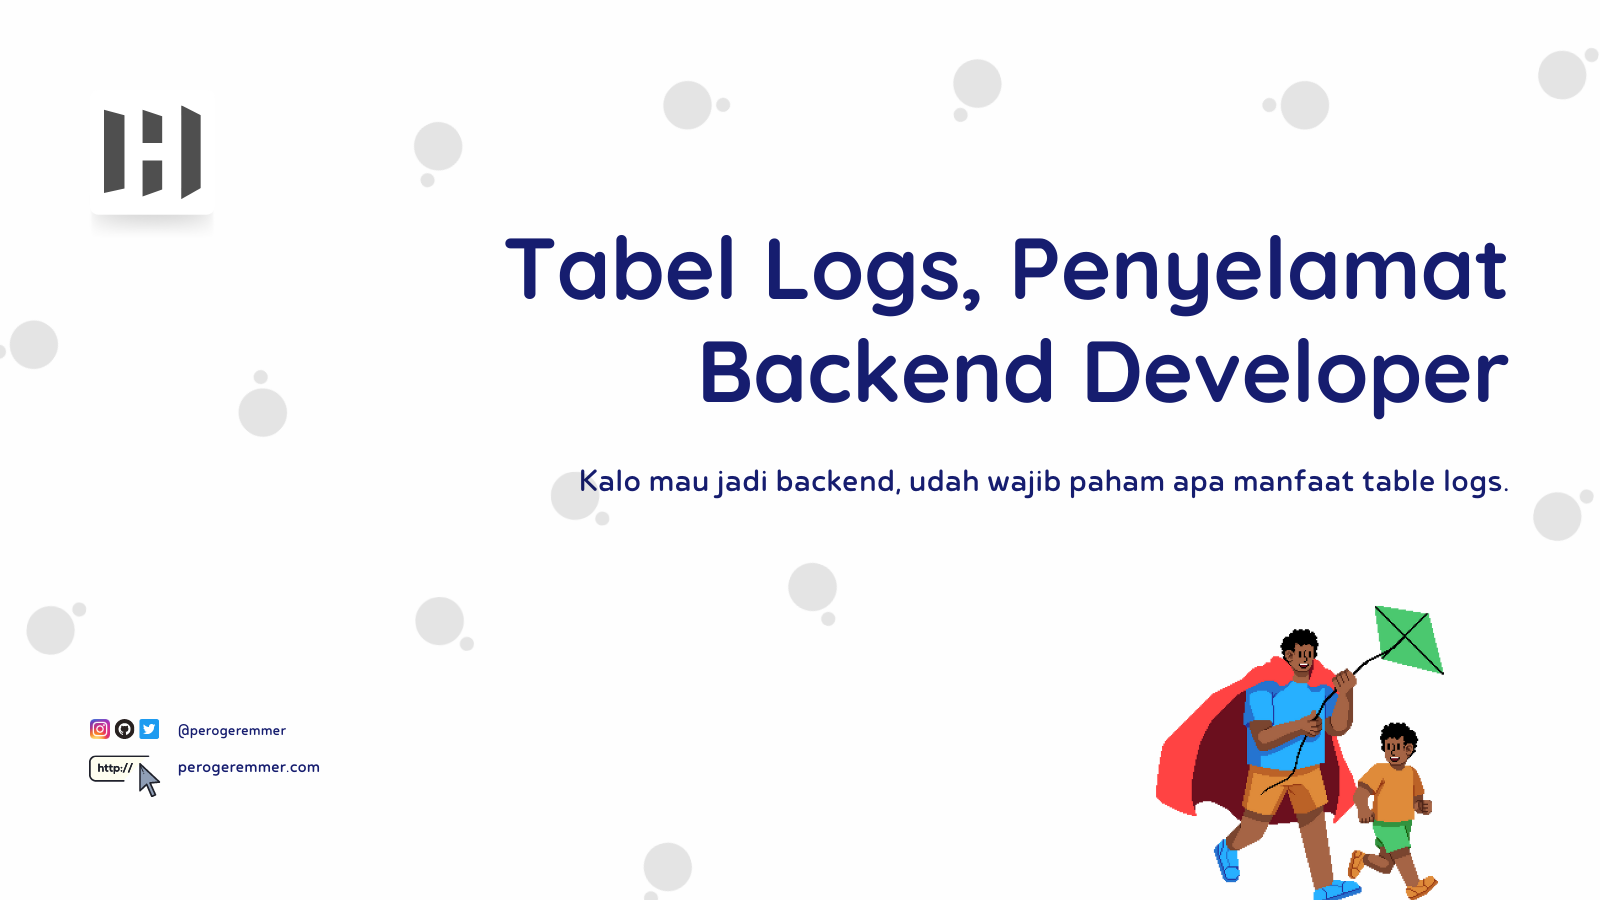 Tabel Logs, Penyelamat
Backend Developer
Kalo mau jadi backend, udah wajib paham apa manfaat table logs.
@perogeremmer
http://
perogeremmer.com